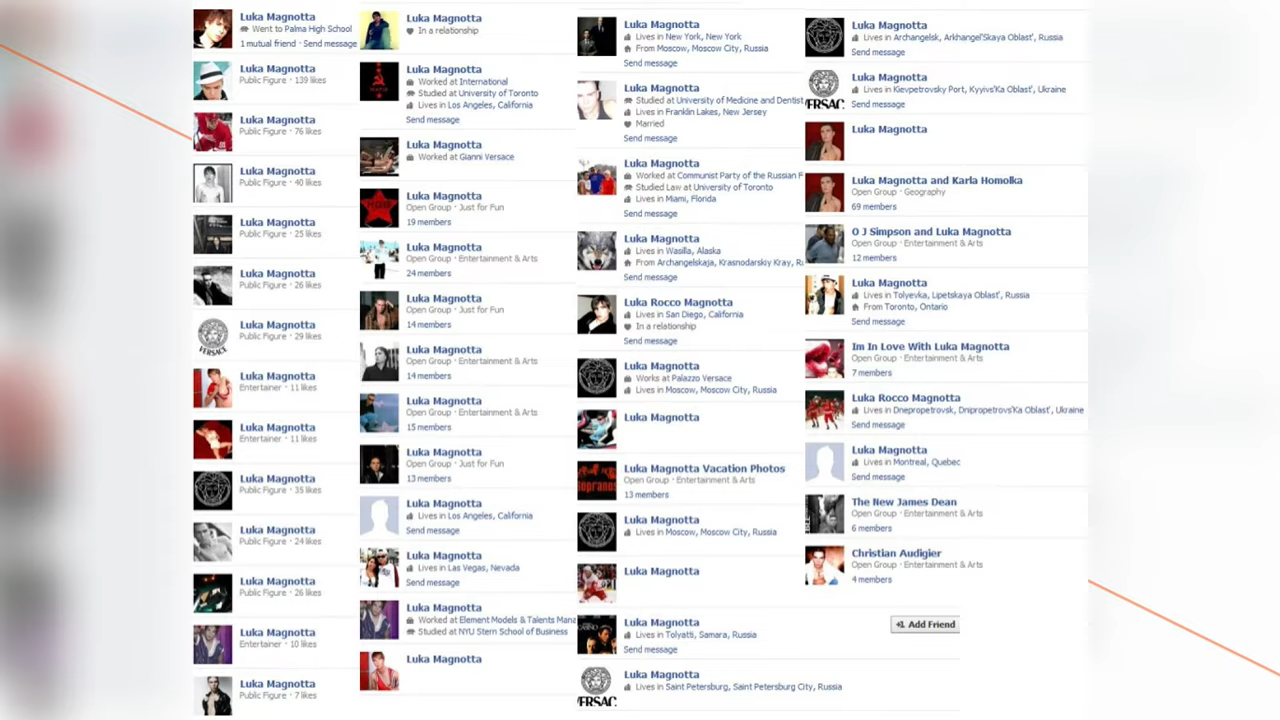 Luka Magnotta
Went to Palma High School
1 mutual friend · Send message
Luka Magnotta
Public Figure · 139 likes
Luka Magnotta
Public Figure · 76 likes
Luka Magnotta
Public Figure · 40 likes
Luka Magnotta
Public Figure · 25 likes
Luka Magnotta
Public Figure · 26 likes
Luka Magnotta
Public Figure · 29 likes
VERSACE
Luka Magnotta
Entertainer · 11 likes
Luka Magnotta
Entertainer · 11 likes
Luka Magnotta
Public Figure · 35 likes
Luka Magnotta
Public Figure · 24 likes
Luka Magnotta
Public Figure · 26 likes
Luka Magnotta
Entertainer · 10 likes
Luka Magnotta
Public Figure · 7 likes
Luka Magnotta
In a relationship
Luka Magnotta
Worked at International
Studied at University of Toronto
Lives in Los Angeles, California
Send message
Luka Magnotta
Worked at Gianni Versace
Luka Magnotta
Open Group · Just for Fun
19 members
Luka Magnotta
Open Group · Entertainment & Arts
24 members
Luka Magnotta
Open Group · Just for Fun
14 members
Luka Magnotta
Open Group · Entertainment & Arts
14 members
Luka Magnotta
Open Group · Entertainment & Arts
15 members
Luka Magnotta
Open Group · Just for Fun
13 members
Luka Magnotta
Lives in Los Angeles, California
Send message
Luka Magnotta
Lives in Las Vegas, Nevada
Send message
Luka Magnotta
Worked at Element Models & Talents Mana
Studied at NYU Stern School of Business
Luka Magnotta
Luka Magnotta
Lives in New York, New York
From Moscow, Moscow City, Russia
Send message
Luka Magnotta
Studied at University of Medicine and Dentist
Lives in Franklin Lakes, New Jersey
Married
Send message
Luka Magnotta
Worked at Communist Party of the Russian F
Studied Law at University of Toronto
Lives in Miami, Florida
Send message
Luka Magnotta
Lives in Wasilla, Alaska
From Archangelskaja, Krasnodarskiy Kray, Ru
Send message
Luka Rocco Magnotta
Lives in San Diego, California
In a relationship
Send message
Luka Magnotta
Works at Palazzo Versace
Lives in Moscow, Moscow City, Russia
Luka Magnotta
Luka Magnotta Vacation Photos
Open Group · Entertainment & Arts
13 members
Sopranos
Luka Magnotta
Lives in Moscow, Moscow City, Russia
Luka Magnotta
Luka Magnotta
Lives in Tolyatti, Samara, Russia
Send message
CASINO
Luka Magnotta
Lives in Saint Petersburg, Saint Petersburg City, Russia
ERSAC
Luka Magnotta
Lives in Archangelsk, Arkhangel'Skaya Oblast', Russia
Send message
Luka Magnotta
Lives in Kievpetrovsky Port, Kyyivs'Ka Oblast', Ukraine
Send message
ERSAC
Luka Magnotta
Luka Magnotta and Karla Homolka
Open Group · Geography
69 members
O J Simpson and Luka Magnotta
Open Group · Entertainment & Arts
12 members
Luka Magnotta
Lives in Tolyevka, Lipetskaya Oblast', Russia
From Toronto, Ontario
Send message
Im In Love With Luka Magnotta
Open Group · Entertainment & Arts
7 members
Luka Rocco Magnotta
Lives in Dnepropetrovsk, Dnipropetrovs'Ka Oblast', Ukraine
Send message
Luka Magnotta
Lives in Montreal, Quebec
Send message
The New James Dean
Open Group · Entertainment & Arts
6 members
Christian Audigier
Open Group · Entertainment & Arts
4 members
+1 Add Friend